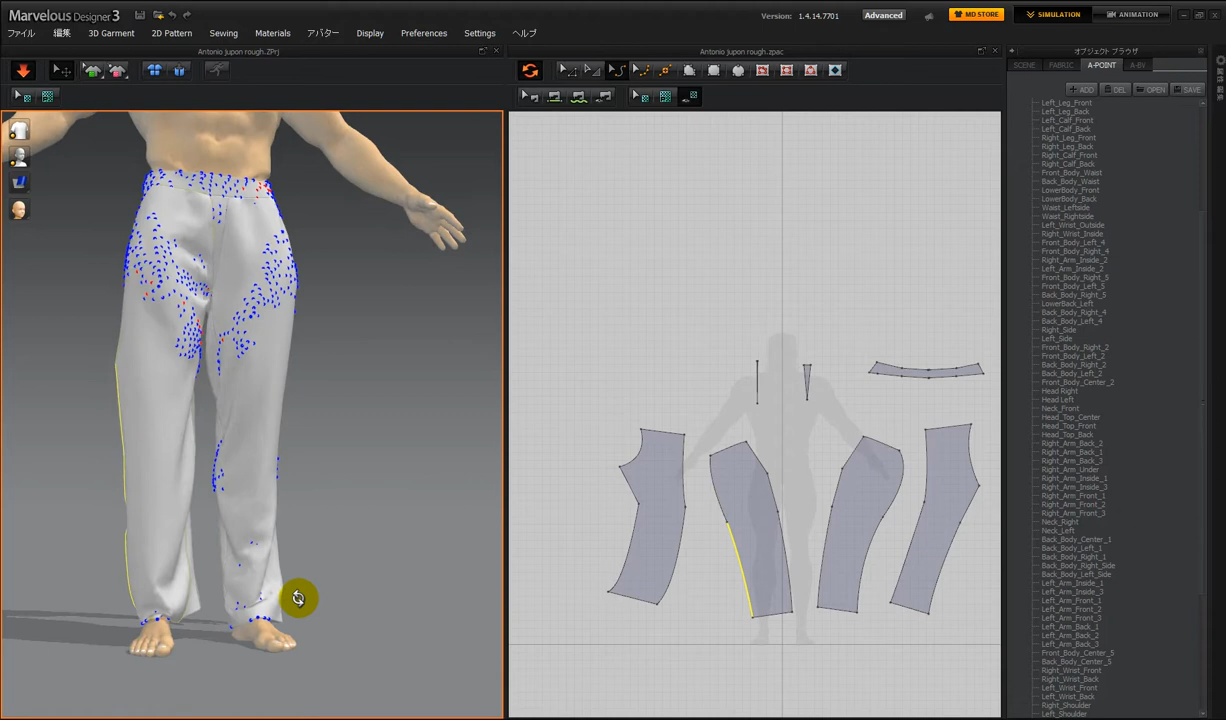 Marvelous Designer 3
Version: 1.4.14.7701
Advanced
MD STORE
SIMULATION
ANIMATION
ファイル
編集
3D Garment
2D Pattern
Sewing
Materials
アバター
Display
Preferences
Settings
ヘルプ
Antonio jupon rough.ZPrj
Antonio jupon rough.zpac
オブジェクト ブラウザ
SCENE
FABRIC
A-POINT
A-BV
ADD
DEL
OPEN
SAVE
Left_Leg_Front
Left_Leg_Back
Left_Calf_Front
Left_Calf_Back
Right_Leg_Front
Right_Leg_Back
Right_Calf_Front
Right_Calf_Back
Front_Body_Waist
Back_Body_Waist
LowerBody_Front
LowerBody_Back
Waist_Leftside
Waist_Rightside
Left_Wrist_Outside
Right_Wrist_Inside
Front_Body_Left_4
Front_Body_Right_4
Right_Arm_Inside_2
Left_Arm_Inside_2
Front_Body_Right_5
Front_Body_Left_5
Back_Body_Right_5
LowerBack_Left
Back_Body_Right_4
Back_Body_Left_4
Right_Side
Left_Side
Front_Body_Right_2
Front_Body_Left_2
Back_Body_Right_2
Back_Body_Left_2
Front_Body_Center_2
Head Right
Head Left
Neck_Front
Head_Top_Center
Head_Top_Front
Head_Top_Back
Right_Arm_Back_2
Right_Arm_Back_1
Right_Arm_Back_3
Right_Arm_Under
Right_Arm_Inside_1
Right_Arm_Inside_3
Right_Arm_Front_1
Right_Arm_Front_2
Right_Arm_Front_3
Neck_Right
Neck_Left
Back_Body_Center_1
Back_Body_Left_1
Back_Body_Right_1
Back_Body_Right_Side
Back_Body_Left_Side
Left_Arm_Inside_1
Left_Arm_Inside_3
Left_Arm_Front_1
Left_Arm_Front_2
Left_Arm_Front_3
Left_Arm_Back_1
Left_Arm_Back_2
Left_Arm_Back_3
Front_Body_Center_5
Back_Body_Center_5
Right_Wrist_Front
Right_Wrist_Back
Left_Wrist_Front
Left_Wrist_Back
Right_Shoulder
Left_Shoulder